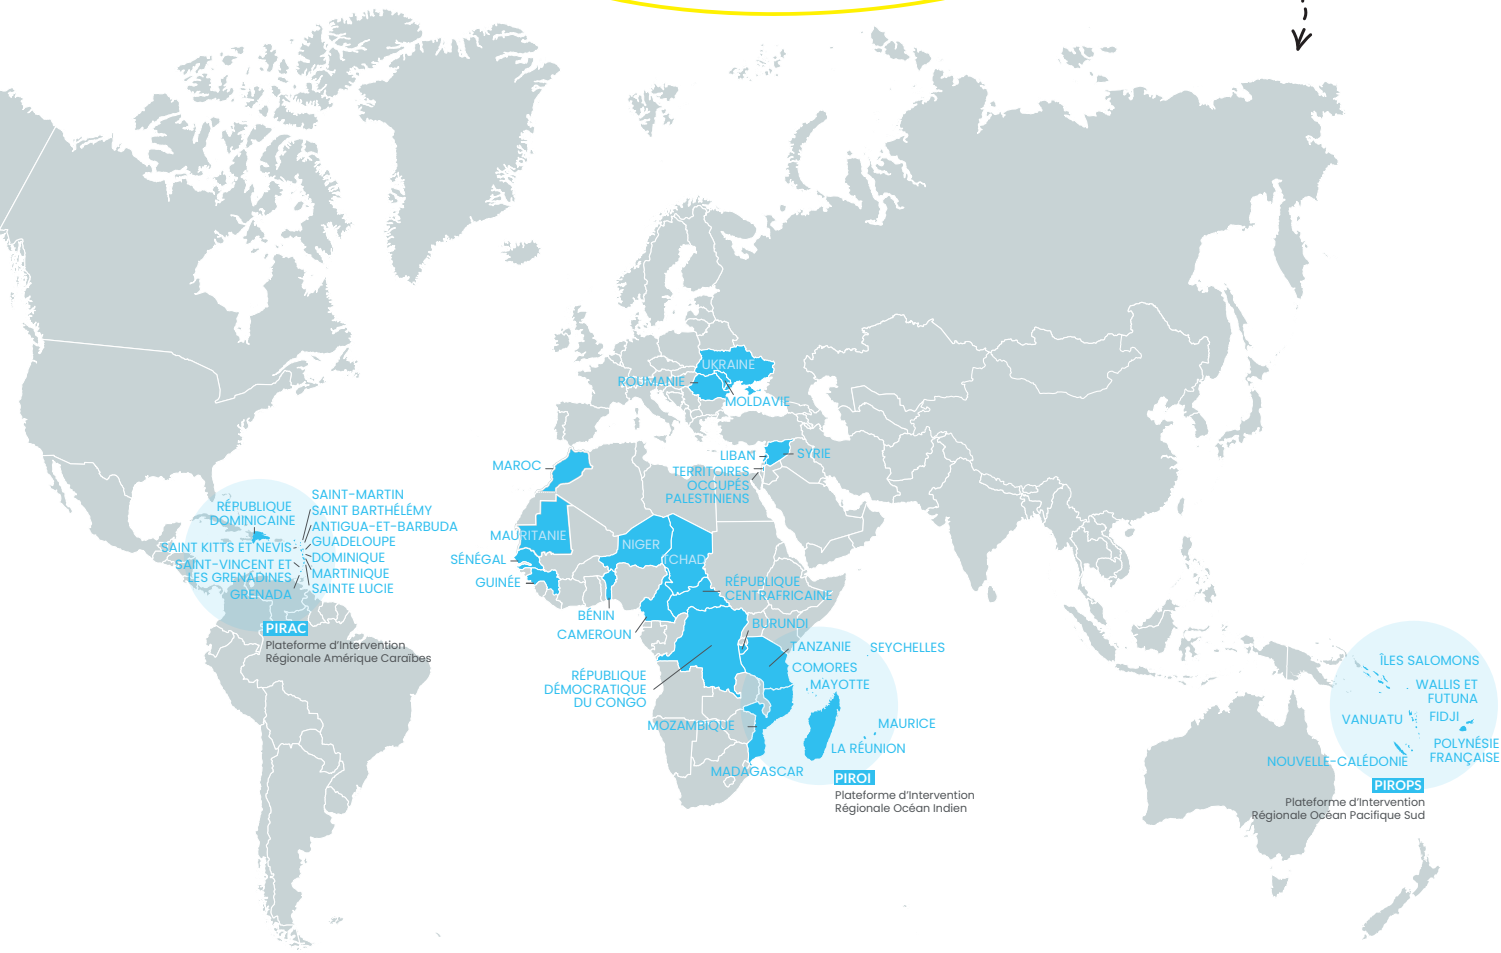 UKRAINE
ROUMANIE
MOLDAVIE
LIBAN
SYRIE
TERRITOIRES
OCCUPÉS
PALESTINIENS
MAROC
MAURITANIE
NIGER
TCHAD
SÉNÉGAL
GUINÉE
BÉNIN
CAMEROUN
RÉPUBLIQUE
CENTRAFRICAINE
BURUNDI
RÉPUBLIQUE
DÉMOCRATIQUE
DU CONGO
RÉPUBLIQUE
DOMINICAINE
SAINT KITTS ET NEVIS
SAINT-VINCENT ET
LES GRENADINES
GRENADA
SAINT-MARTIN
SAINT BARTHÉLÉMY
ANTIGUA-ET-BARBUDA
GUADELOUPE
DOMINIQUE
MARTINIQUE
SAINTE LUCIE
PIRAC
Plateforme d'Intervention
Régionale Amérique Caraïbes
TANZANIE
SEYCHELLES
COMORES
MAYOTTE
MOZAMBIQUE
MAURICE
LA RÉUNION
MADAGASCAR
PIROI
Plateforme d'Intervention
Régionale Océan Indien
ÎLES SALOMONS
WALLIS ET
FUTUNA
VANUATU
FIDJI
POLYNÉSIE
FRANÇAISE
NOUVELLE-CALÉDONIE
PIROPS
Plateforme d'Intervention
Régionale Océan Pacifique Sud